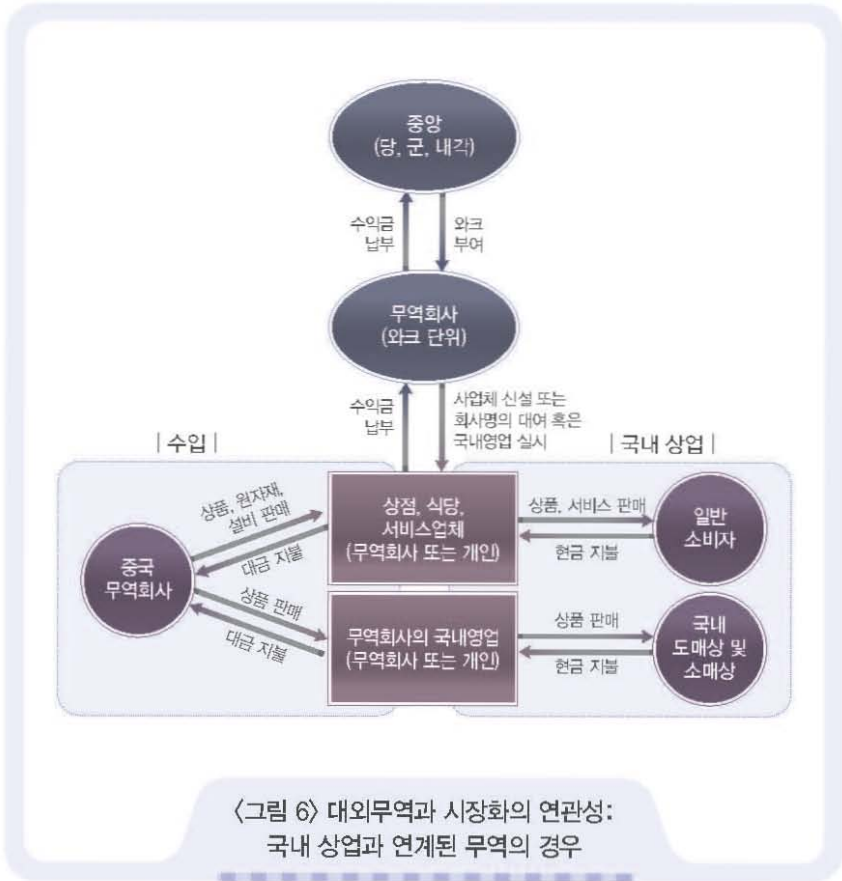 중앙
(당, 군, 내각)
수익금
납부
와크
부여
무역회사
(와크 단위)
수익금
납부
사업체 신설 또는
회사명의 대여 혹은
국내영업 실시
| 수입 |
| 국내 상업 |
상품, 원자재,
설비 판매
대금 지불
상점, 식당,
서비스업체
(무역회사 또는 개인)
상품, 서비스 판매
현금 지불
일반
소비자
중국
무역회사
상품 판매
대금 지불
무역회사의 국내영업
(무역회사 또는 개인)
상품 판매
현금 지불
국내
도매상 및
소매상
〈그림 6〉 대외무역과 시장화의 연관성:
국내 상업과 연계된 무역의 경우